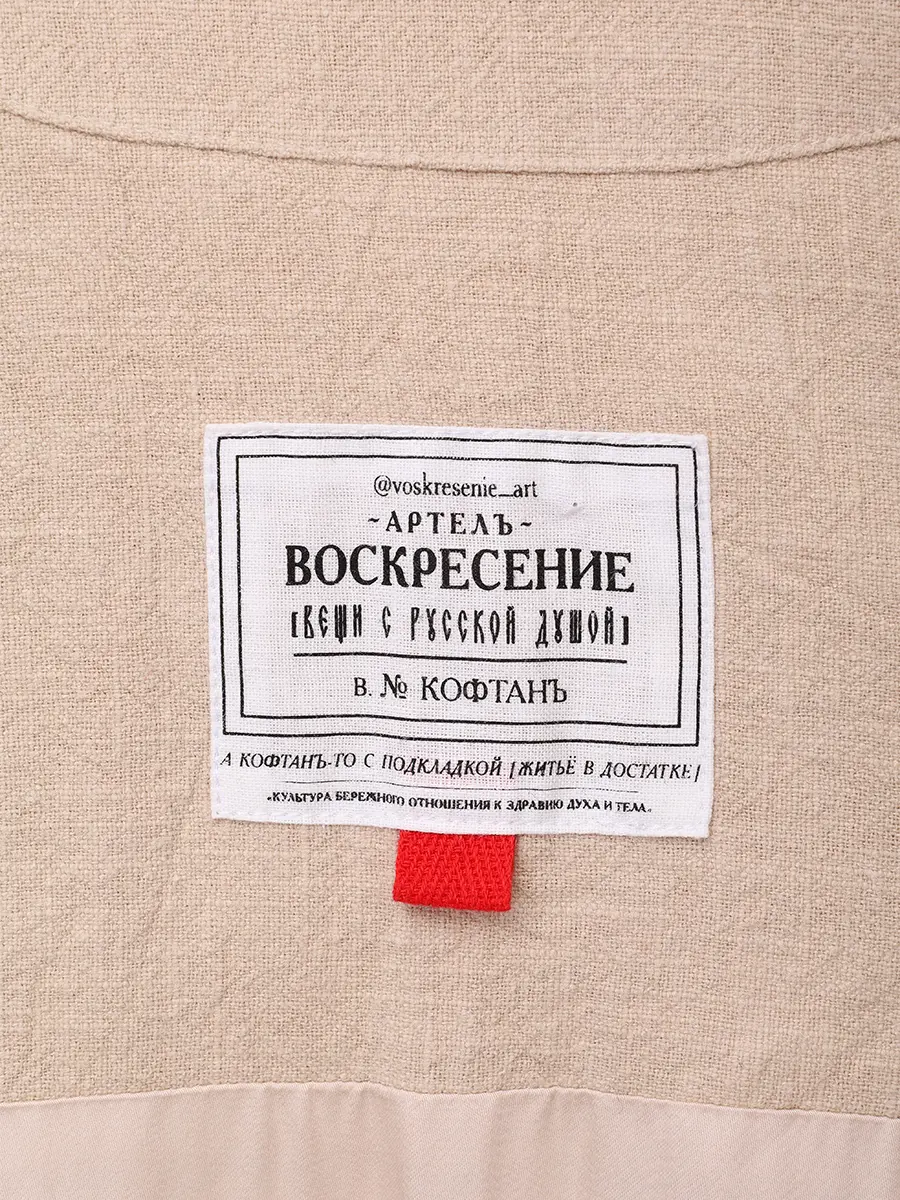 @voskresenie_art
~АРТЕЛЪ~
ВОСКРЕСЕНИЕ
[ВЕЩИ С РУССКОЙ ДУШОЙ]
В. № КОФТАНЪ
А КОФТАНЪ-ТО С ПОДКЛАДКОЙ [ЖИТЬЁ В ДОСТАТКЕ]
«КУЛЬТУРА БЕРЕЖНОГО ОТНОШЕНИЯ К ЗДРАВИЮ ДУХА И ТЕЛА»